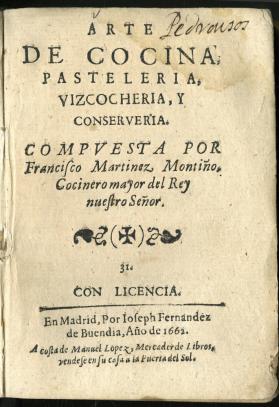 ARTE
Pedrousos
DE COCINA,
PASTELERIA,
VIZCOCHERIA, Y
CONSERVERIA.
COMPVESTA POR
Francisco Martinez Montiño,
Cocinero mayor del Rey
nuestro Señor.
31.
CON LICENCIA.
En Madrid, Por Ioseph Fernandez
de Buendia, Año de 1662.
A costa de Manuel Lopez, Mercader de Libros,
vendese en su casa a la Puerta del Sol.